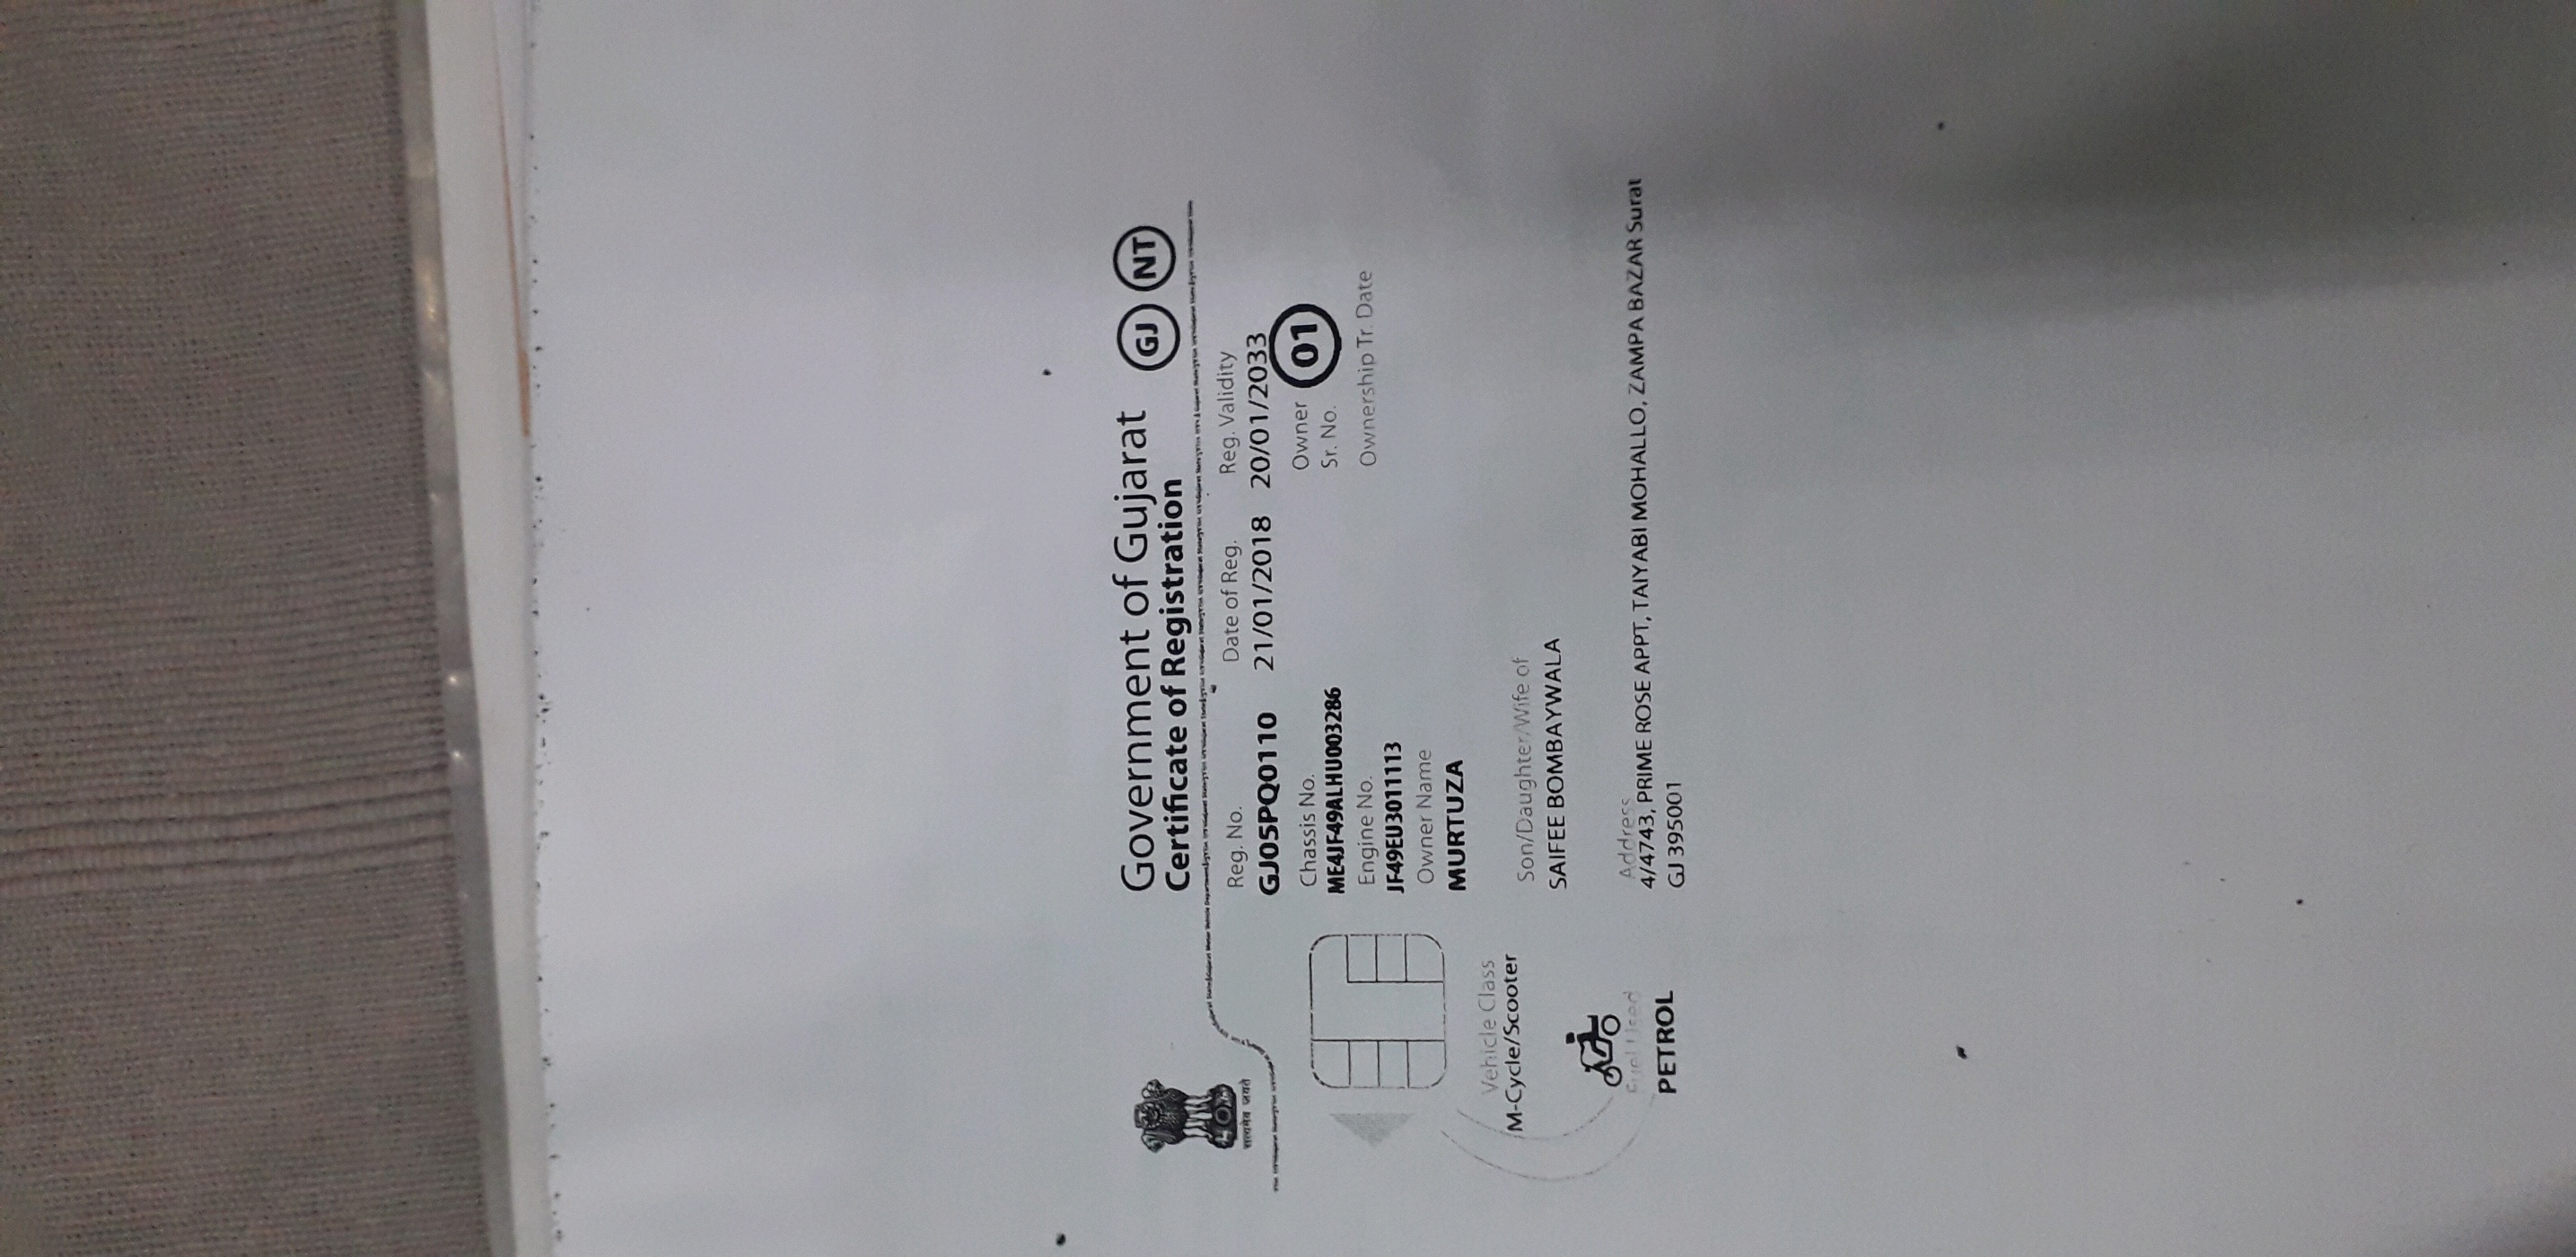 Government of Gujarat
Certificate of Registration
GJ NT
सत्यमेव जयते
Reg. No. Date of Reg. Reg. Validity
GJ05PQ0110 21/01/2018 20/01/2033
Chassis No.
ME4JF49ALHU003286
Owner
Sr. No. 01
Engine No.
JF49EU3011113
Ownership Tr. Date
Owner Name
MURTUZA
Vehicle Class
M-Cycle/Scooter
Son/Daughter/Wife of
SAIFEE BOMBAYWALA
Fuel Used
PETROL
Address
4/4743, PRIME ROSE APPT, TAIYABI MOHALLO, ZAMPA BAZAR Surat
GJ 395001